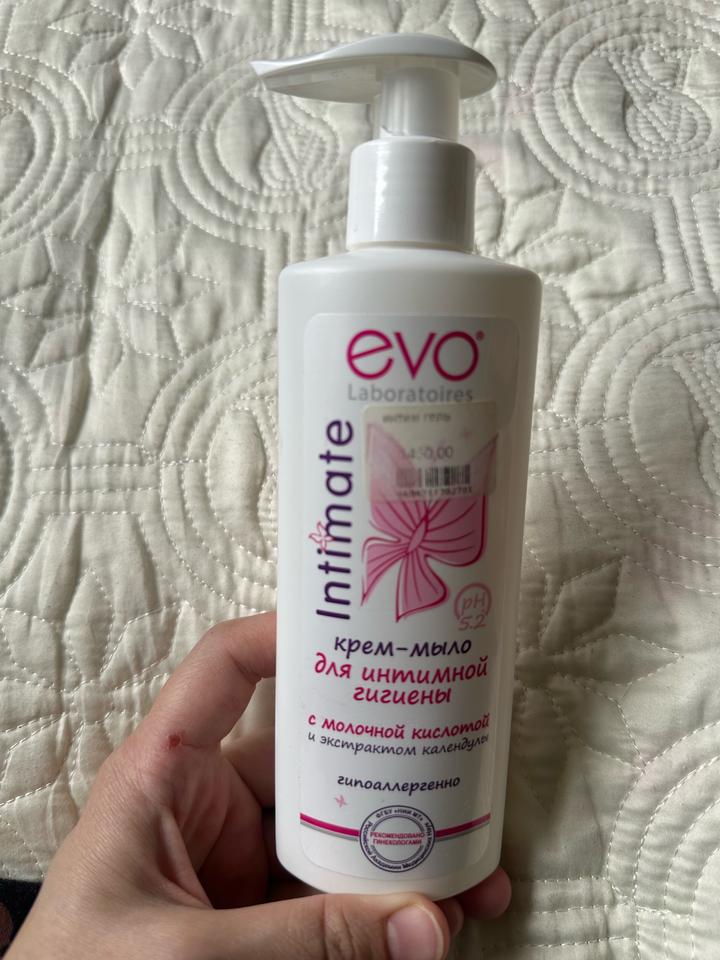 evo®
Laboratoires
интим гель
Intimate
pH
5.2
крем-мыло
для интимной
гигиены
с молочной кислотой
и экстрактом календулы
гипоаллергенно
РЕКОМЕНДОВАНО
ГИНЕКОЛОГАМИ